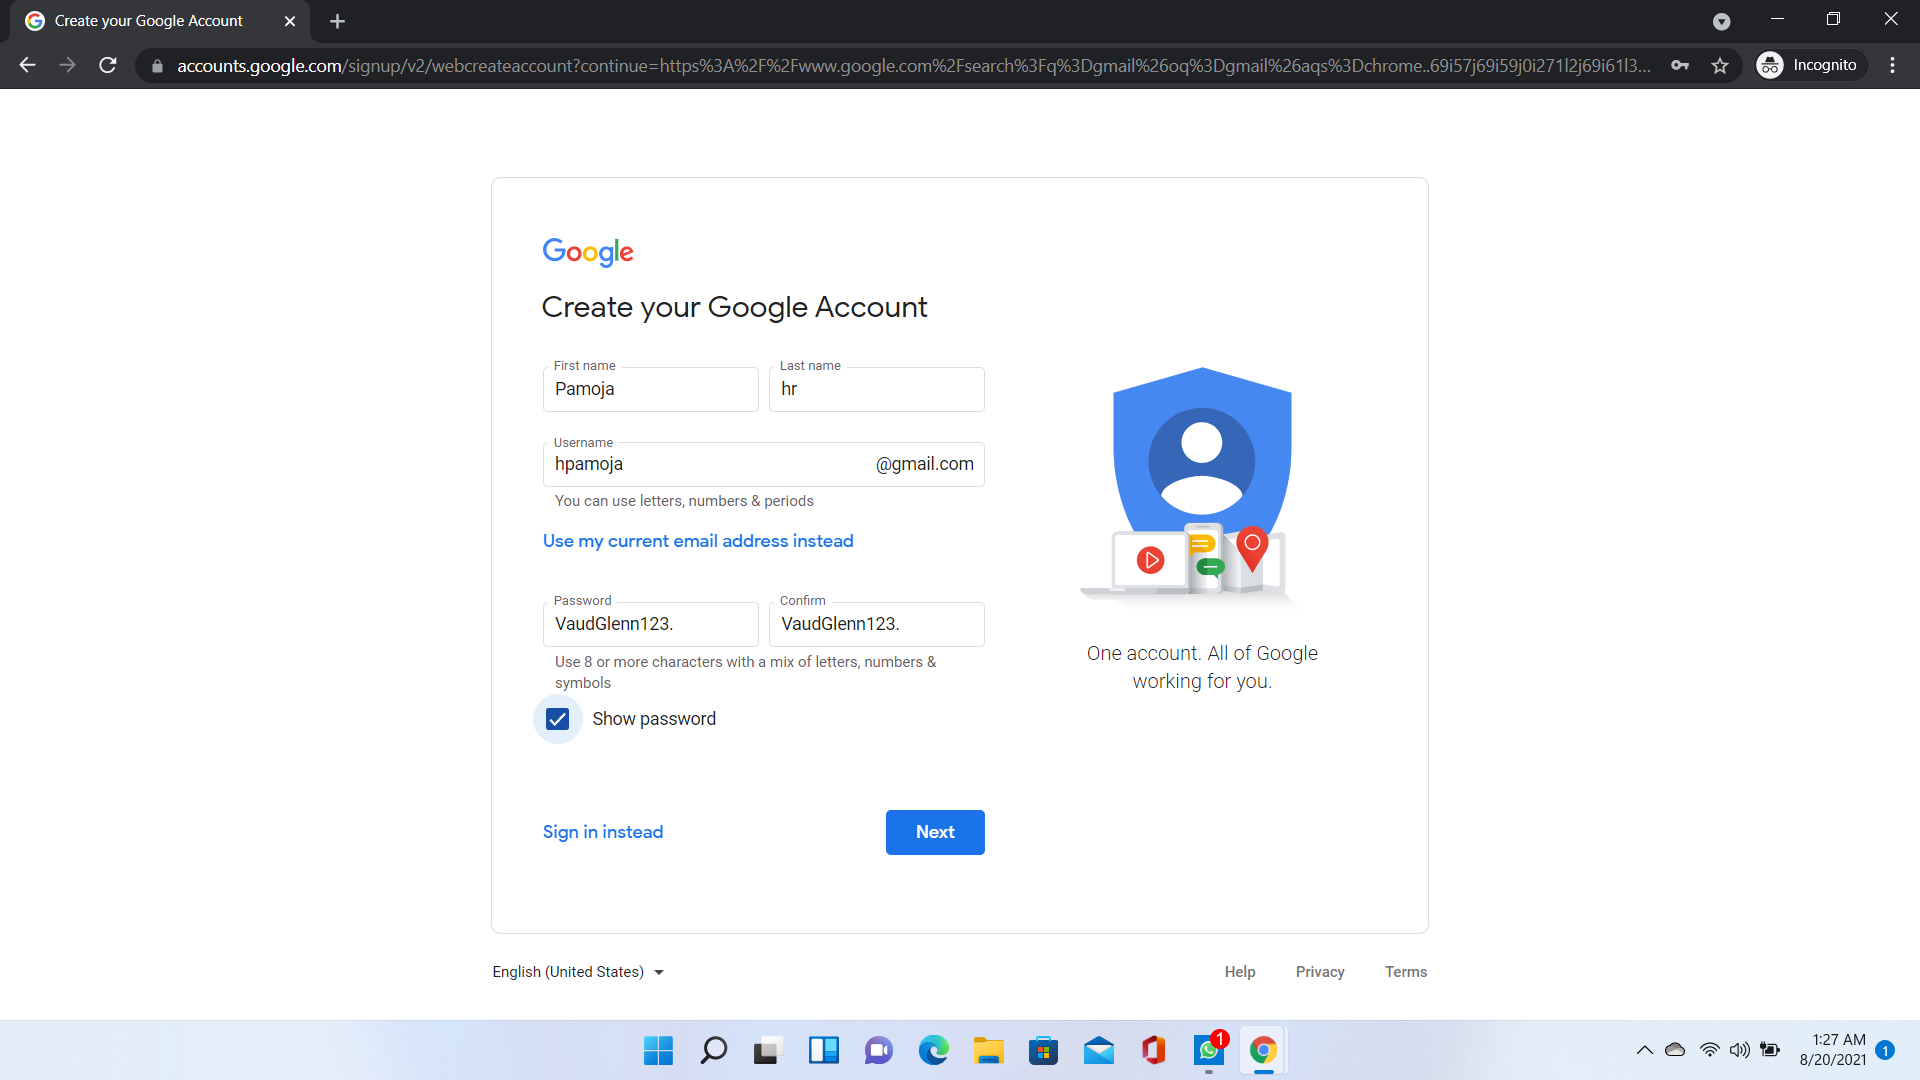 Create your Google Account
accounts.google.com/signup/v2/webcreateaccount?continue=https%3A%2F%2Fwww.google.com%2Fsearch%3Fq%3Dgmail%26oq%3Dgmail%26aqs%3Dchrome..69i57j69i59j0i271l2j69i61l3...
Incognito
Google
Create your Google Account
First name
Last name
Pamoja
hr
Username
hpamoja
@gmail.com
You can use letters, numbers & periods
Use my current email address instead
Password
Confirm
VaudGlenn123.
VaudGlenn123.
Use 8 or more characters with a mix of letters, numbers &
symbols
Show password
One account. All of Google
working for you.
Sign in instead
Next
English (United States)
Help
Privacy
Terms
1
1:27 AM
8/20/2021
1